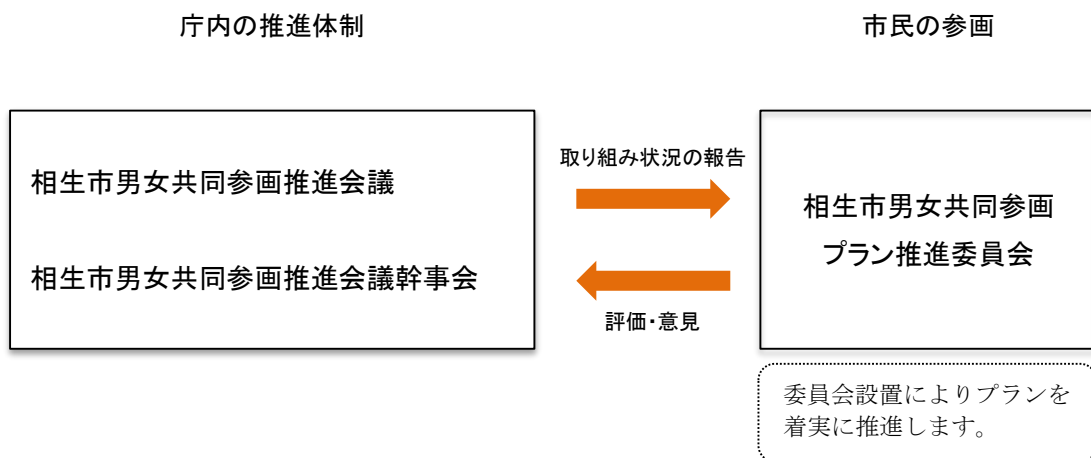 庁内の推進体制
市民の参画
相生市男女共同参画推進会議
相生市男女共同参画推進会議幹事会
取り組み状況の報告
評価・意見
相生市男女共同参画
プラン推進委員会
委員会設置によりプランを
着実に推進します。